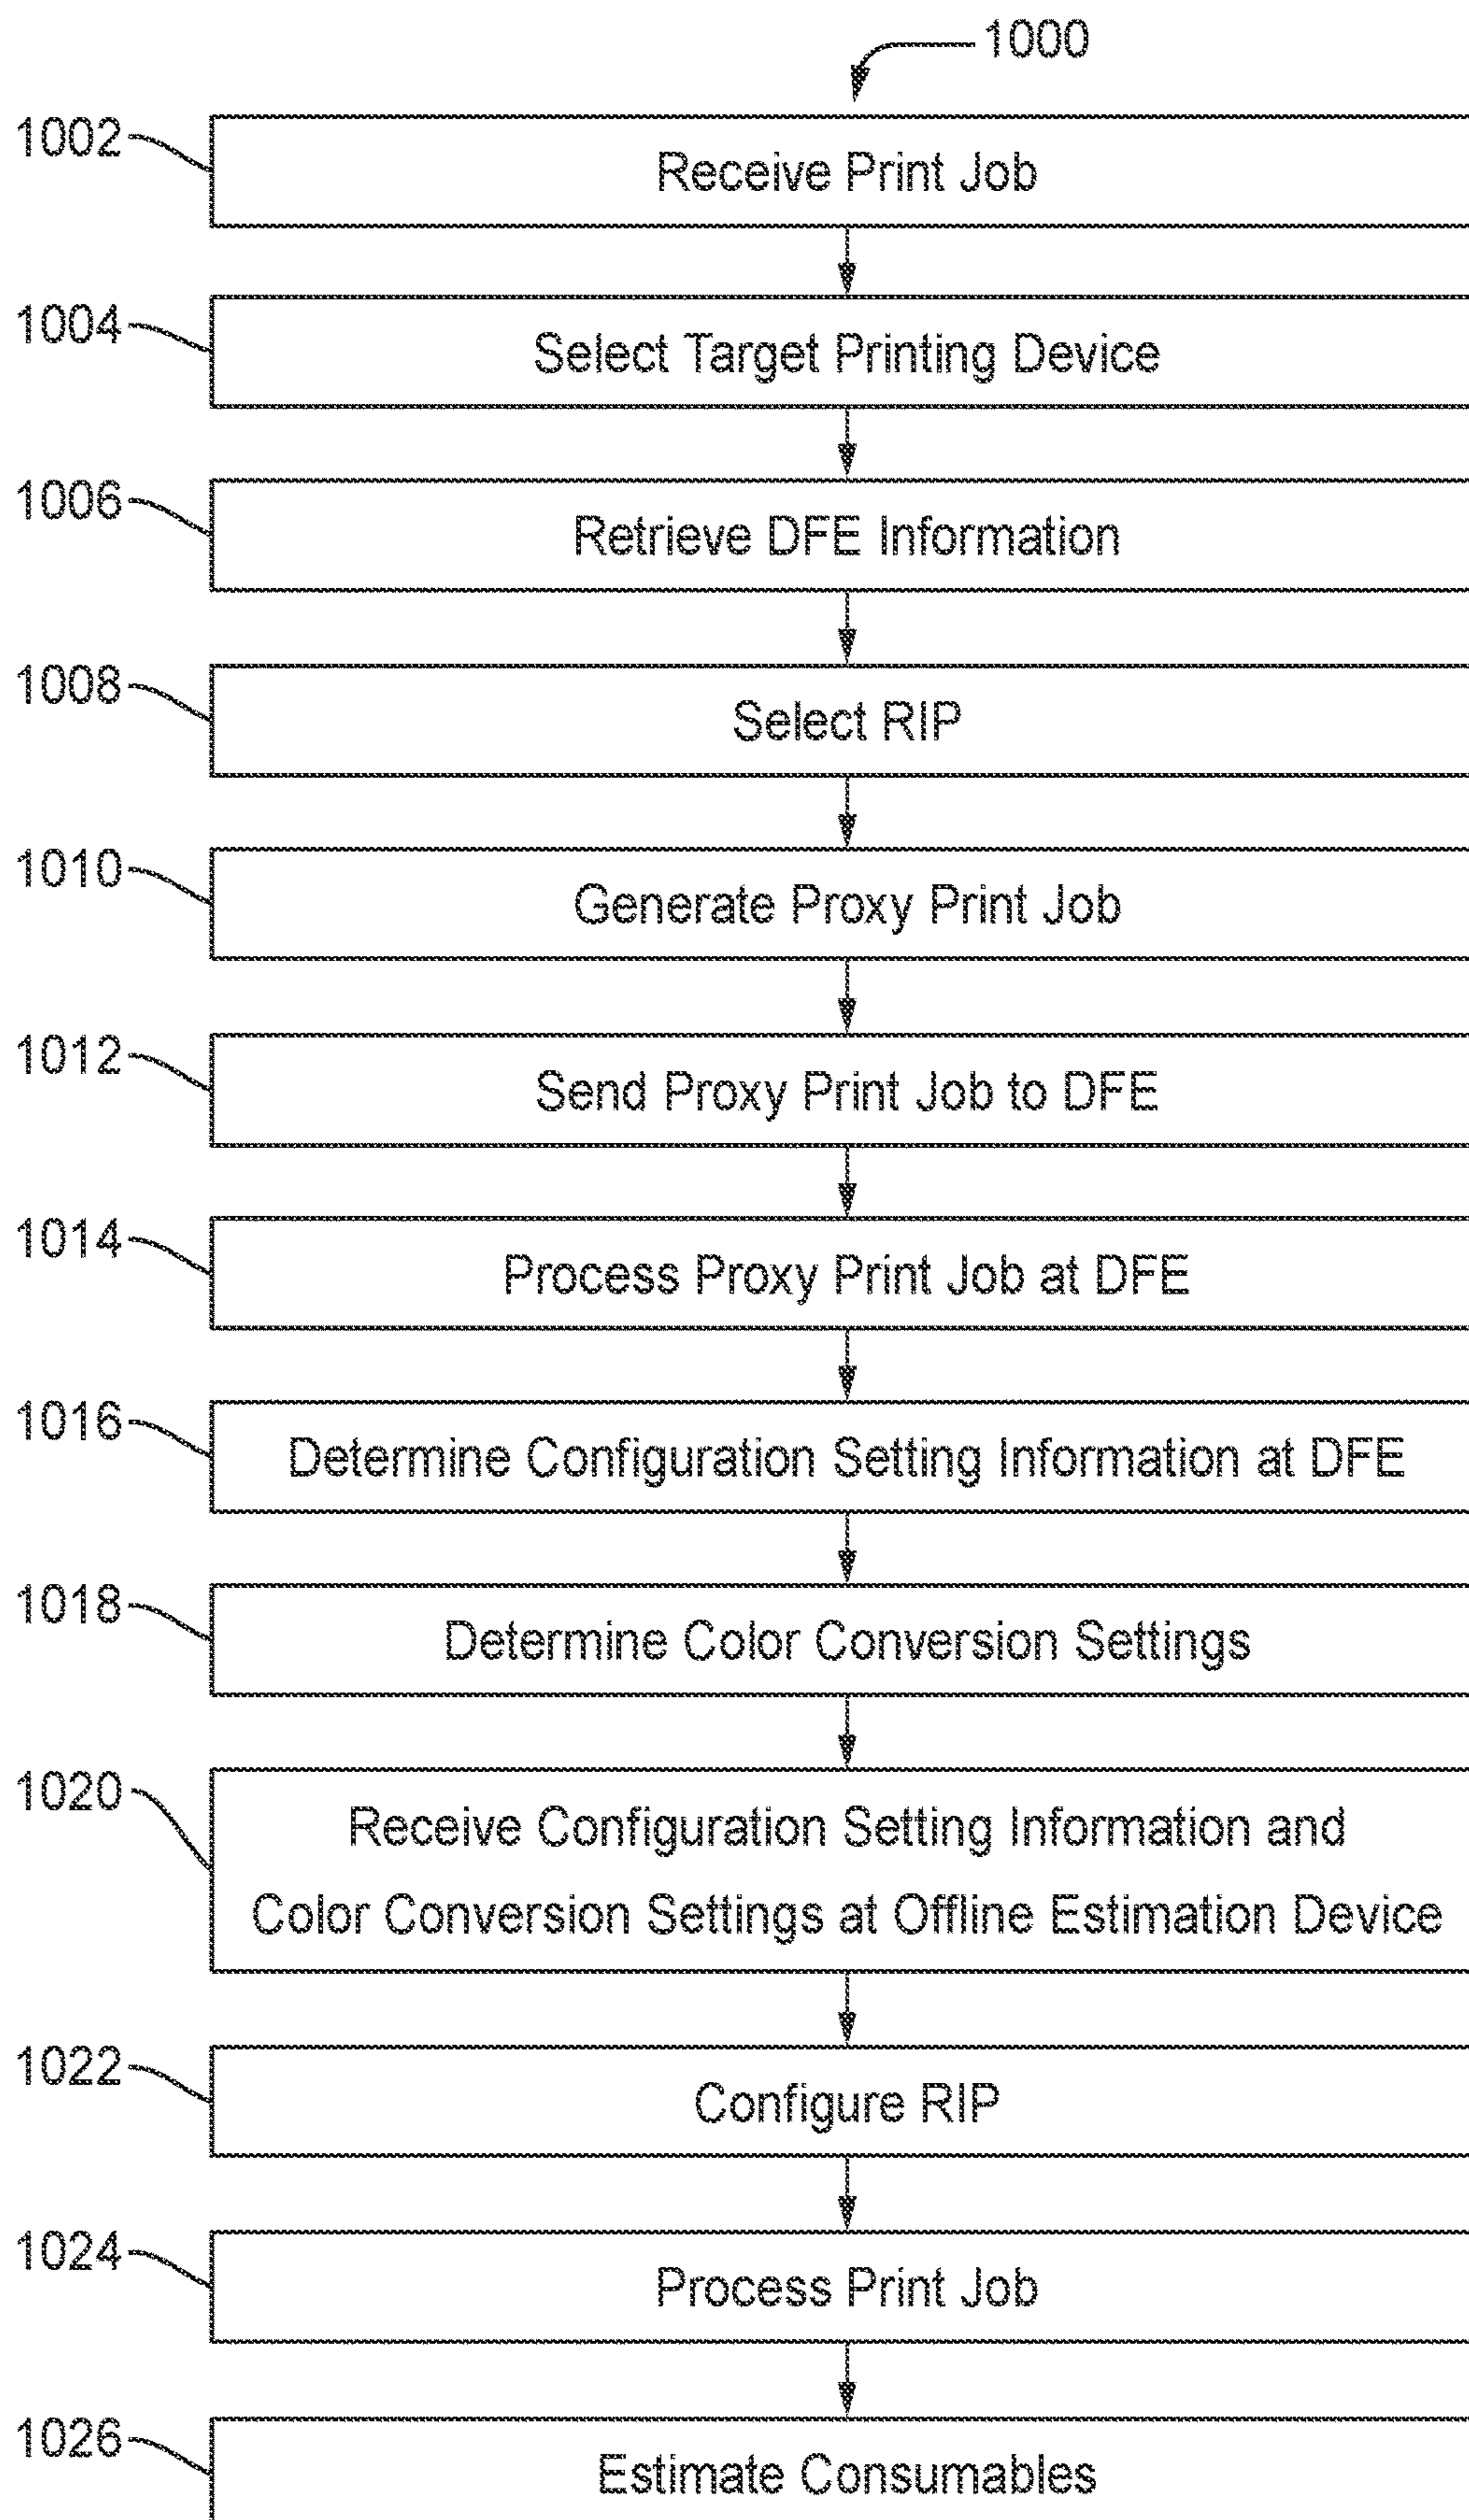 1000
1002
Receive Print Job
1004
Select Target Printing Device
1006
Retrieve DFE Information
1008
Select RIP
1010
Generate Proxy Print Job
1012
Send Proxy Print Job to DFE
1014
Process Proxy Print Job at DFE
1016
Determine Configuration Setting Information at DFE
1018
Determine Color Conversion Settings
1020
Receive Configuration Setting Information and
Color Conversion Settings at Offline Estimation Device
1022
Configure RIP
1024
Process Print Job
1026
Estimate Consumables